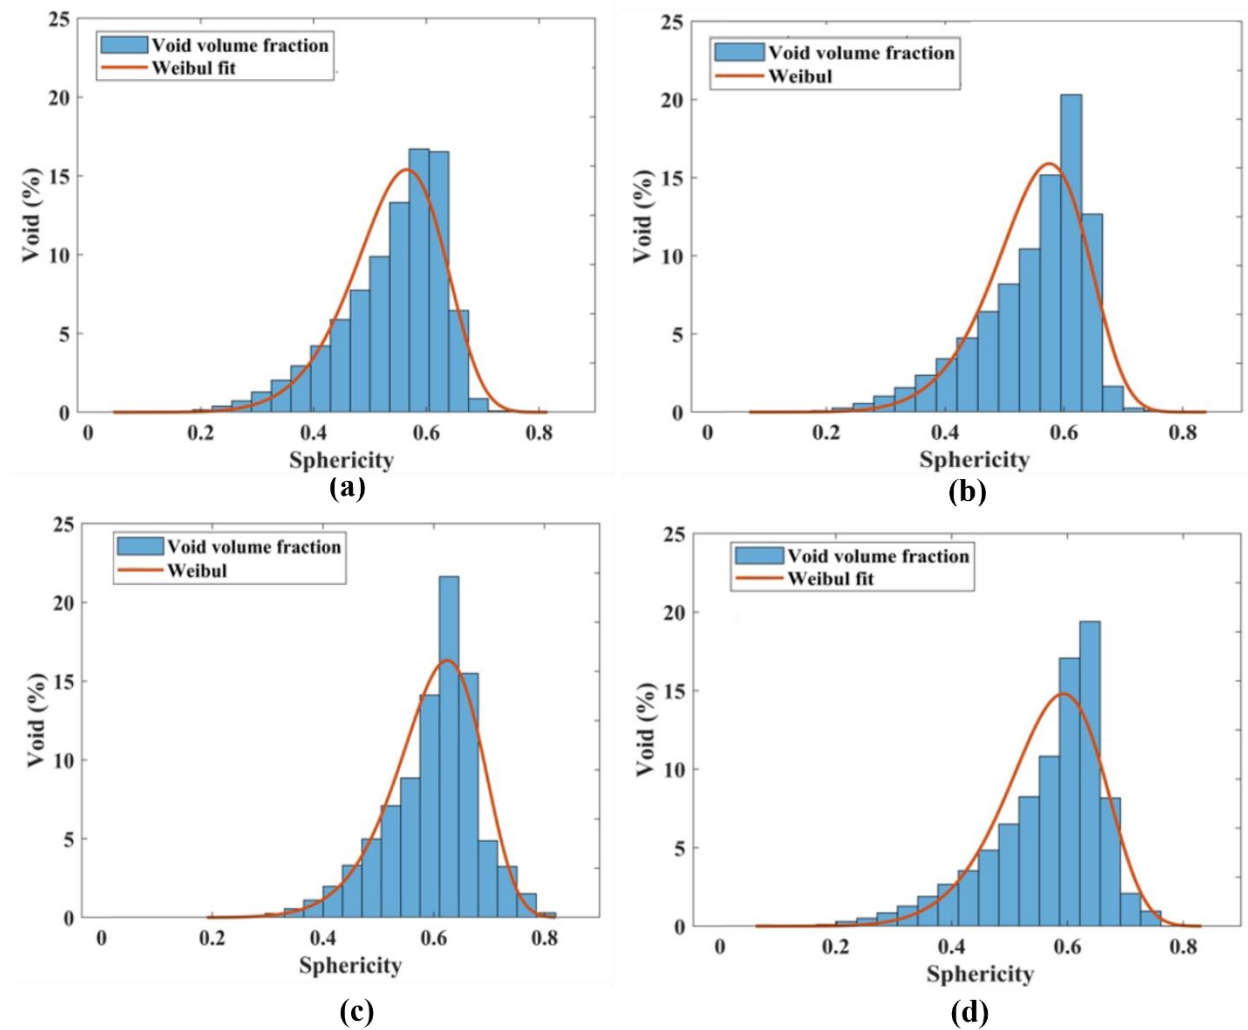 25
20
15
10
5
0
Void (%)
Void volume fraction
Weibul fit
0 0.2 0.4 0.6 0.8
Sphericity
(a)
25
20
15
10
5
0
Void (%)
Void volume fraction
Weibul
0 0.2 0.4 0.6 0.8
Sphericity
(b)
25
20
15
10
5
0
Void (%)
Void volume fraction
Weibul
0 0.2 0.4 0.6 0.8
Sphericity
(c)
25
20
15
10
5
0
Void (%)
Void volume fraction
Weibul fit
0 0.2 0.4 0.6 0.8
Sphericity
(d)